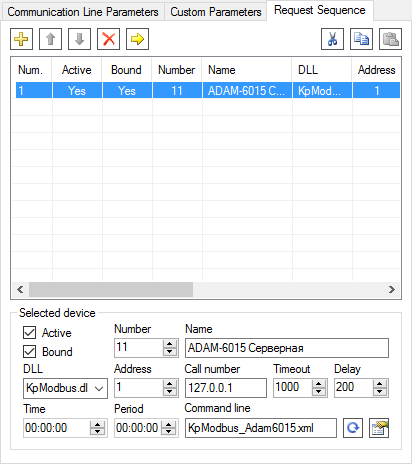 Communication Line Parameters Custom Parameters Request Sequence
Num. Active Bound Number Name DLL Address
1 Yes Yes 11 ADAM-6015 С... KpMod... 1
Selected device
Active Number Name
Bound 11 ADAM-6015 Серверная
DLL Address Call number Timeout Delay
KpModbus.dl 1 127.0.0.1 1000 200
Time Period Command line
00:00:00 00:00:00 KpModbus_Adam6015.xml